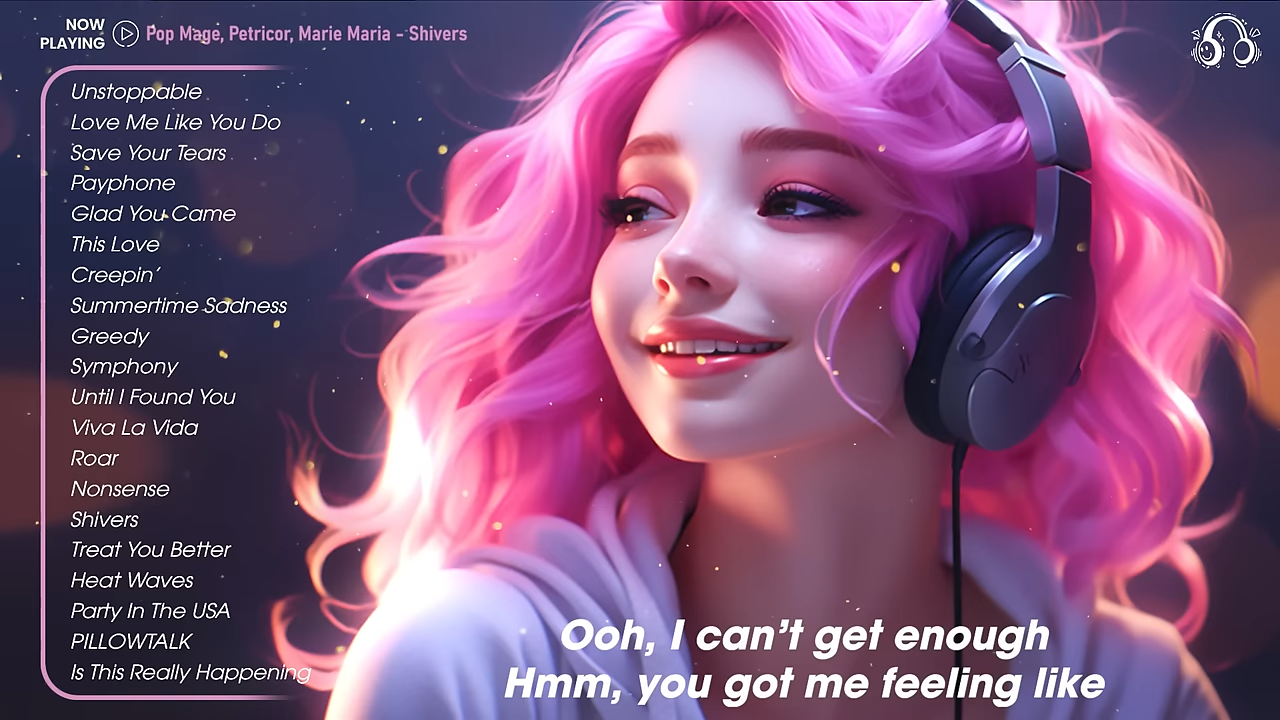 NOW
PLAYING
Pop Mage, Petricor, Marie Maria - Shivers
Unstoppable
Love Me Like You Do
Save Your Tears
Payphone
Glad You Came
This Love
Creepin'
Summertime Sadness
Greedy
Symphony
Until I Found You
Viva La Vida
Roar
Nonsense
Shivers
Treat You Better
Heat Waves
Party In The USA
PILLOWTALK
Is This Really Happening
Ooh, I can't get enough
Hmm, you got me feeling like